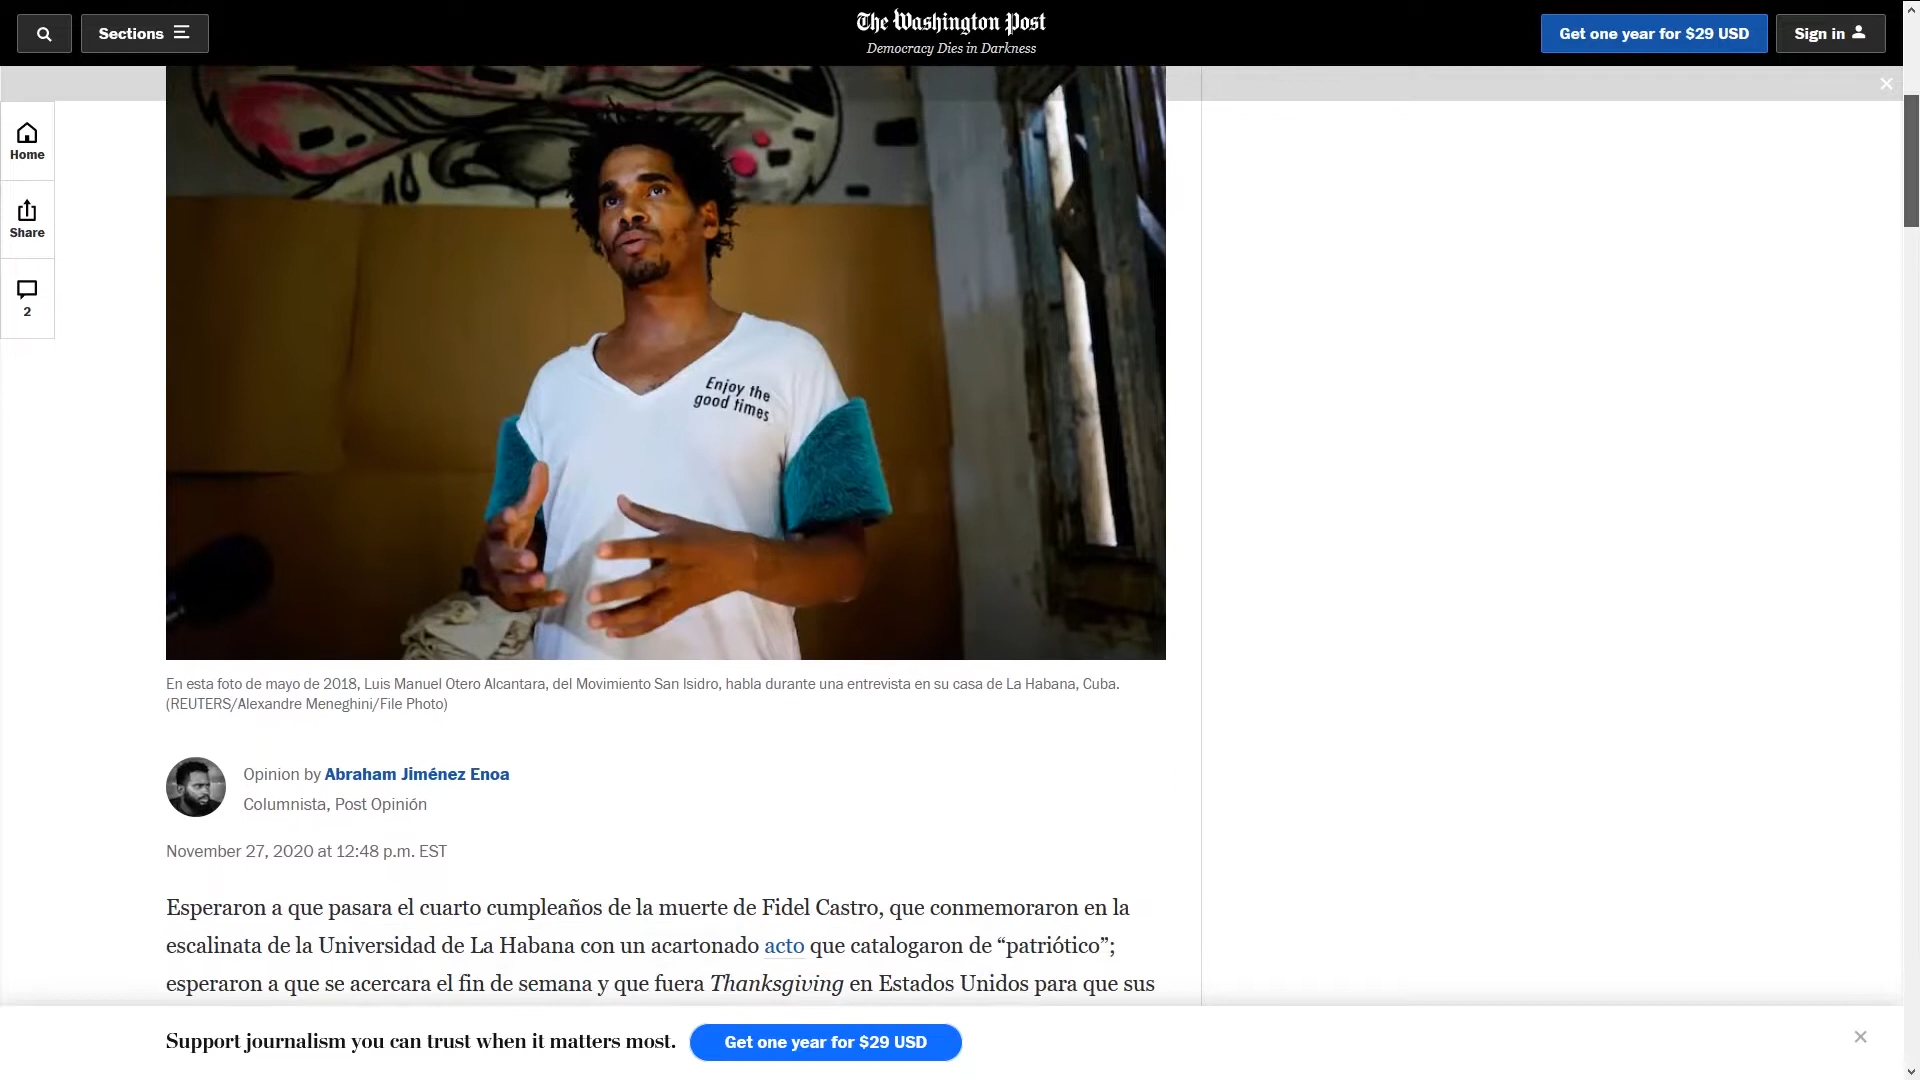 Sections
The Washington Post
Democracy Dies in Darkness
Get one year for $29 USD
Sign in
Home
Share
2
Enjoy the
good times
En esta foto de mayo de 2018, Luis Manuel Otero Alcantara, del Movimiento San Isidro, habla durante una entrevista en su casa de La Habana, Cuba.
(REUTERS/Alexandre Meneghini/File Photo)
Opinion by Abraham Jiménez Enoa
Columnista, Post Opinión
November 27, 2020 at 12:48 p.m. EST
Esperaron a que pasara el cuarto cumpleaños de la muerte de Fidel Castro, que conmemoraron en la
escalinata de la Universidad de La Habana con un acartonado acto que catalogaron de “patriótico”;
esperaron a que se acercara el fin de semana y que fuera Thanksgiving en Estados Unidos para que sus
Support journalism you can trust when it matters most.
Get one year for $29 USD